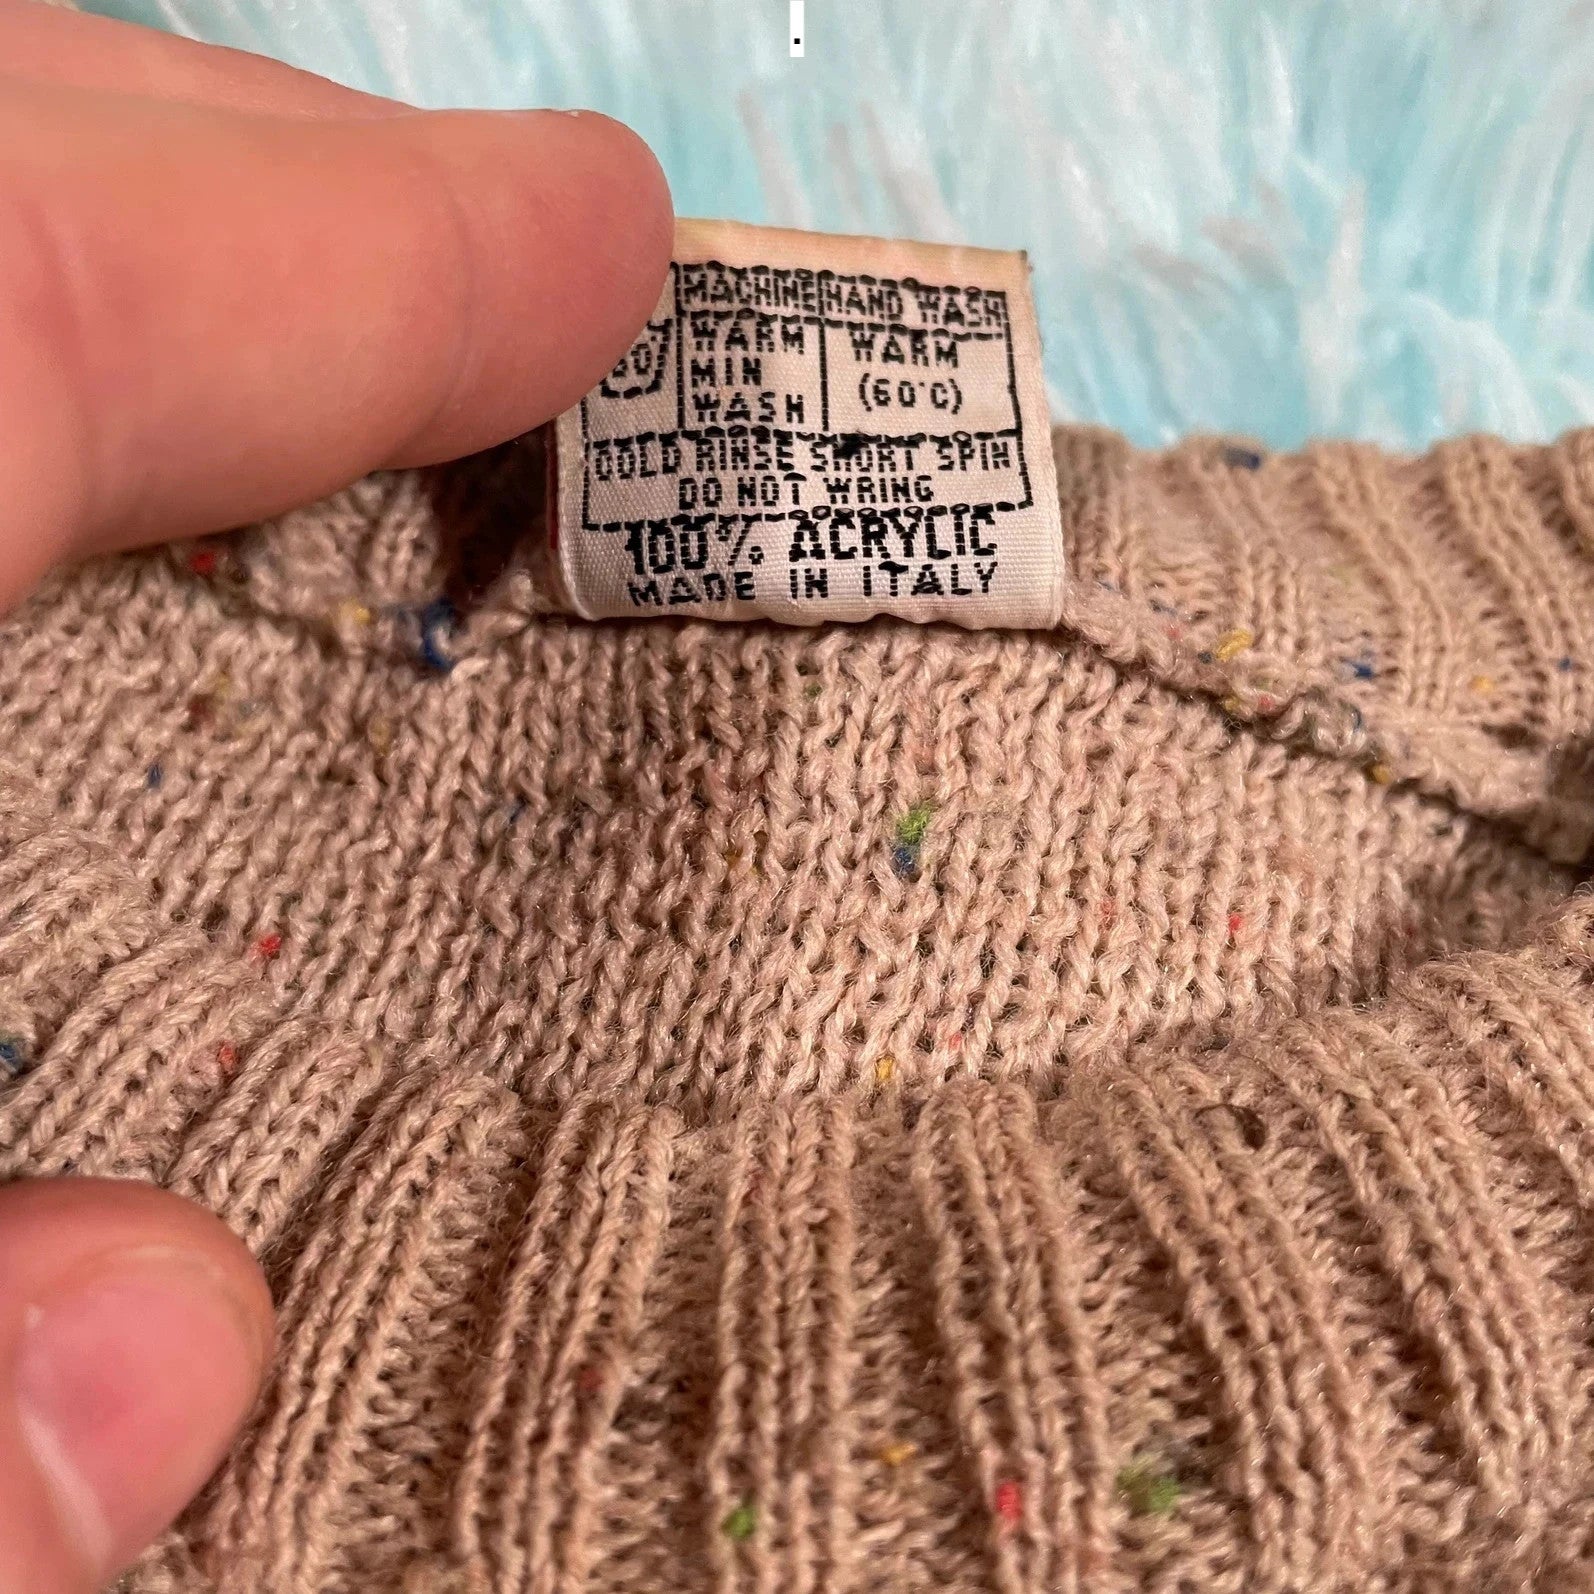 MACHINE HAND WASH
WARM WARM
MIN (60°C)
WASH
COLD RINSE SHORT SPIN
DO NOT WRING
100% ACRYLIC
MADE IN ITALY